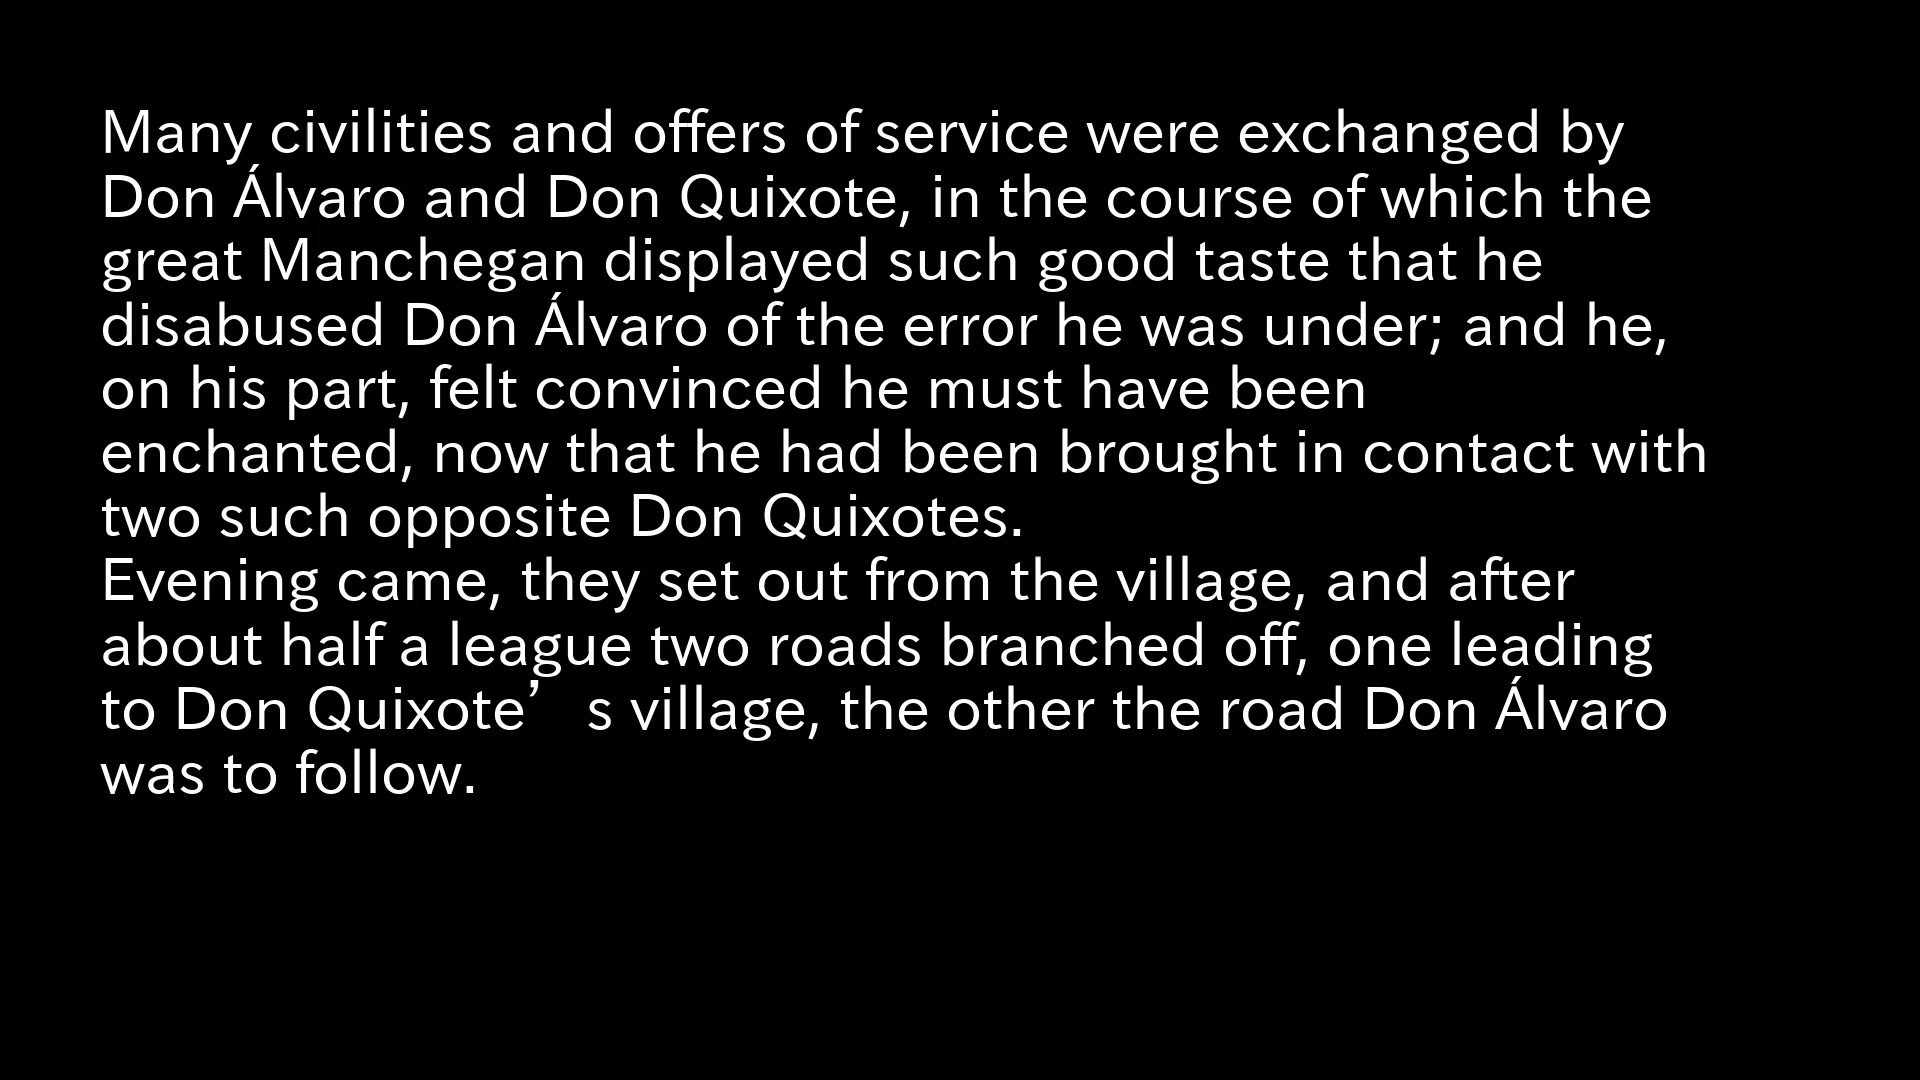 Many civilities and offers of service were exchanged by
Don Álvaro and Don Quixote, in the course of which the
great Manchegan displayed such good taste that he
disabused Don Álvaro of the error he was under; and he,
on his part, felt convinced he must have been
enchanted, now that he had been brought in contact with
two such opposite Don Quixotes.
Evening came, they set out from the village, and after
about half a league two roads branched off, one leading
to Don Quixote’s village, the other the road Don Álvaro
was to follow.